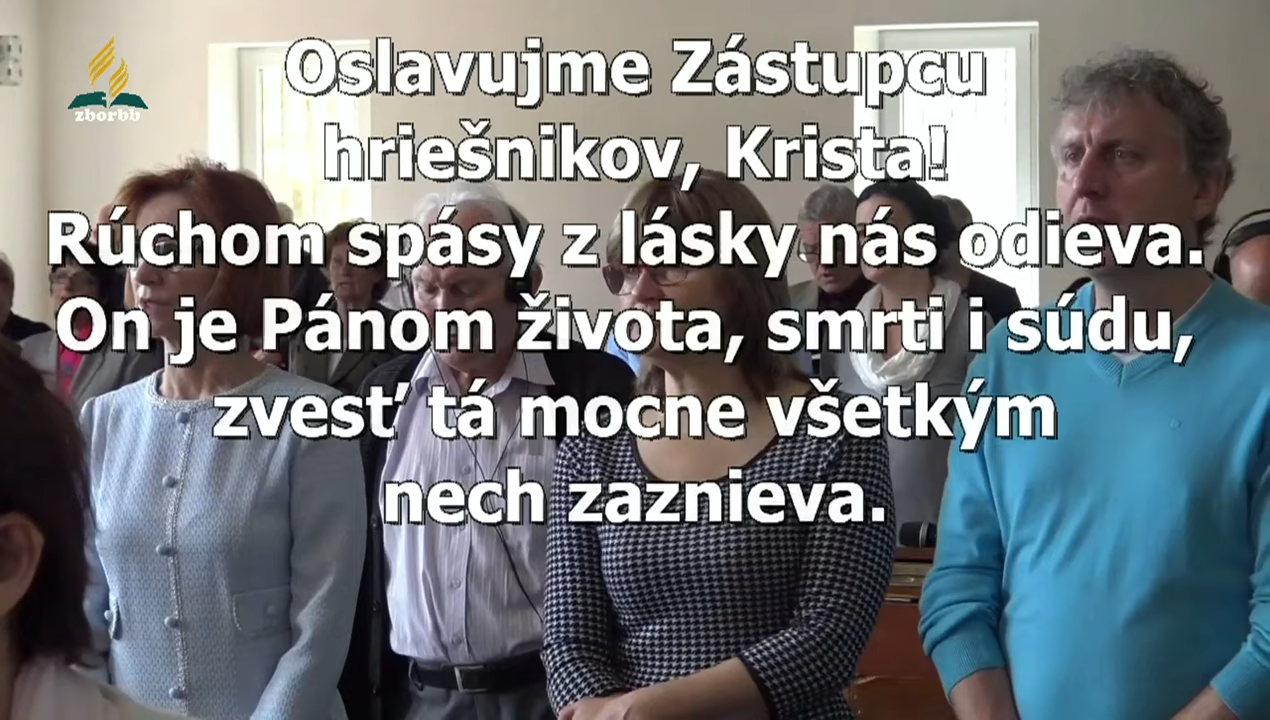 zborbb
Oslavujme Zástupcu
hriešnikov, Krista!
Rúchom spásy z lásky nás odieva.
On je Pánom života, smrti i súdu,
zvesť tá mocne všetkým
nech zaznieva.